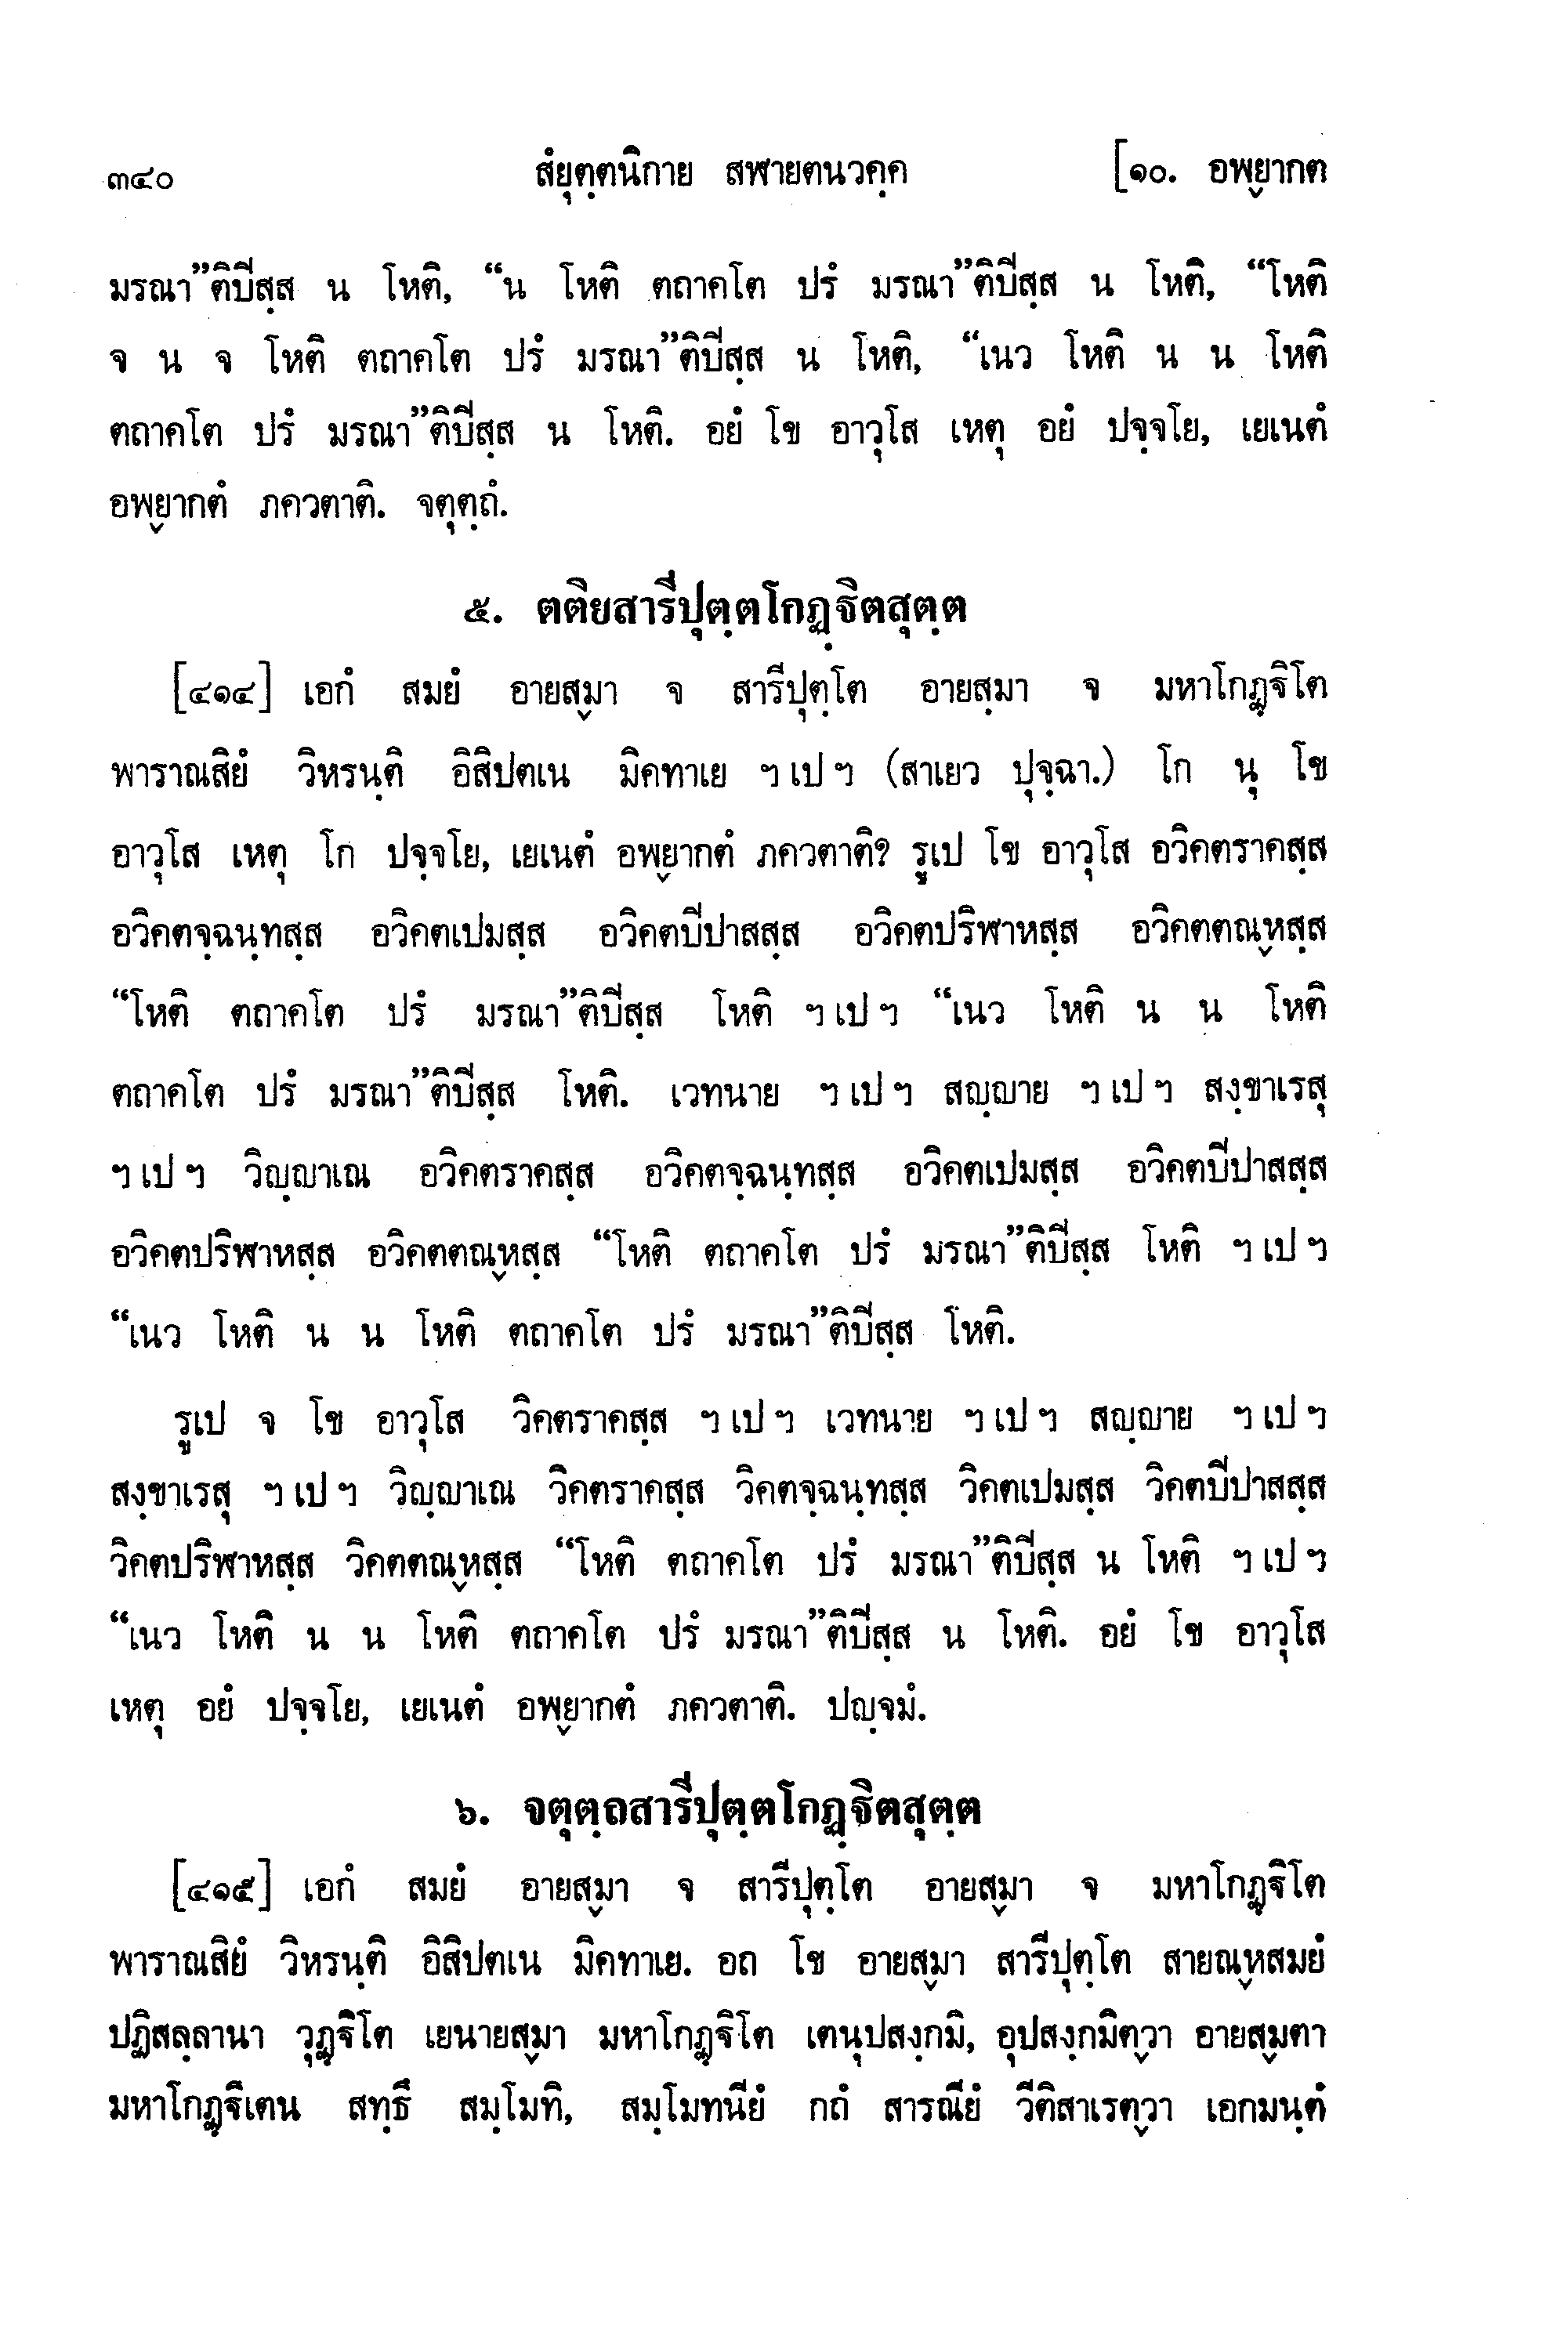 ๓๔๐ สํยุตฺตนิกาย สฬายตนวคฺค [๑๐. อพฺยากต
มรณา”ติปิสฺส น โหติ, “น โหติ ตถาคโต ปรํ มรณา”ติปิสฺส น โหติ, “โหติ
จ น จ โหติ ตถาคโต ปรํ มรณา”ติปิสฺส น โหติ, “เนว โหติ น น โหติ
ตถาคโต ปรํ มรณา”ติปิสฺส น โหติ. อยํ โข อาวุโส เหตุ อยํ ปจฺจโย, เยเนตํ
อพฺยากตํ ภควตาติ. จตุตฺถํ.
๕. ตติยสารีปุตฺตโกฏฺฐิตสุตฺต
[๔๑๔] เอกํ สมยํ อายสฺมา จ สารีปุตฺโต อายสฺมา จ มหาโกฏฺฐิโต
พาราณสิยํ วิหรนฺติ อิสิปตเน มิคทาเย ฯเปฯ (สาเยว ปุจฺฉา.) โก นุ โข
อาวุโส เหตุ โก ปจฺจโย, เยเนตํ อพฺยากตํ ภควตาติ? รูเป โข อาวุโส อวิคตราคสฺส
อวิคตจฺฉนฺทสฺส อวิคตเปมสฺส อวิคตปิปาสสฺส อวิคตปริฬาหสฺส อวิคตตณฺหสฺส
“โหติ ตถาคโต ปรํ มรณา”ติปิสฺส โหติ ฯเปฯ “เนว โหติ น น โหติ
ตถาคโต ปรํ มรณา”ติปิสฺส โหติ. เวทนาย ฯเปฯ สญฺญาย ฯเปฯ สงฺขาเรสุ
ฯเปฯ วิญฺญาเณ อวิคตราคสฺส อวิคตจฺฉนฺทสฺส อวิคตเปมสฺส อวิคตปิปาสสฺส
อวิคตปริฬาหสฺส อวิคตตณฺหสฺส “โหติ ตถาคโต ปรํ มรณา”ติปิสฺส โหติ ฯเปฯ
“เนว โหติ น น โหติ ตถาคโต ปรํ มรณา”ติปิสฺส โหติ.
รูเป จ โข อาวุโส วิคตราคสฺส ฯเปฯ เวทนาย ฯเปฯ สญฺญาย ฯเปฯ
สงฺขาเรสุ ฯเปฯ วิญฺญาเณ วิคตราคสฺส วิคตจฺฉนฺทสฺส วิคตเปมสฺส วิคตปิปาสสฺส
วิคตปริฬาหสฺส วิคตตณฺหสฺส “โหติ ตถาคโต ปรํ มรณา”ติปิสฺส น โหติ ฯเปฯ
“เนว โหติ น น โหติ ตถาคโต ปรํ มรณา”ติปิสฺส น โหติ. อยํ โข อาวุโส
เหตุ อยํ ปจฺจโย, เยเนตํ อพฺยากตํ ภควตาติ. ปญฺจมํ.
๖. จตุตฺถสารีปุตฺตโกฏฺฐิตสุตฺต
[๔๑๕] เอกํ สมยํ อายสฺมา จ สารีปุตฺโต อายสฺมา จ มหาโกฏฺฐิโต
พาราณสิยํ วิหรนฺติ อิสิปตเน มิคทาเย. อถ โข อายสฺมา สารีปุตฺโต สายณฺหสมยํ
ปฏิสลฺลานา วุฏฺฐิโต เยนายสฺมา มหาโกฏฺฐิโต เตนุปสงฺกมิ, อุปสงฺกมิตฺวา อายสฺมตา
มหาโกฏฺฐิเตน สทฺธึ สมฺโมทิ, สมฺโมทนียํ กถํ สารณียํ วีติสาเรตฺวา เอกมนฺตํ